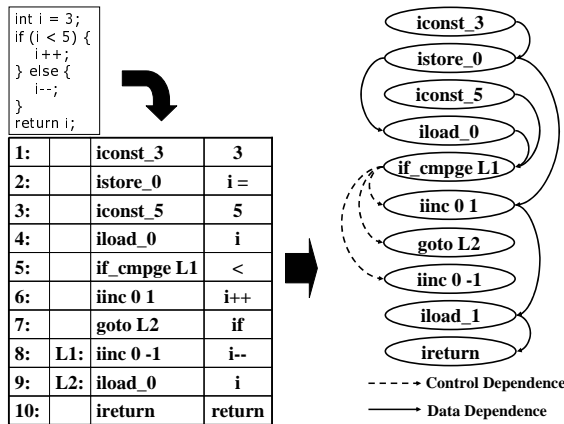 int i = 3;
if (i < 5) {
i++;
} else {
i--;
}
return i;
1: iconst_3 3
2: istore_0 i =
3: iconst_5 5
4: iload_0 i
5: if_cmpge L1 <
6: iinc 0 1 i++
7: goto L2 if
8: L1: iinc 0 -1 i--
9: L2: iload_0 i
10: ireturn return
iconst_3
istore_0
iconst_5
iload_0
if_cmpge L1
iinc 0 1
goto L2
iinc 0 -1
iload_1
ireturn
Control Dependence
Data Dependence